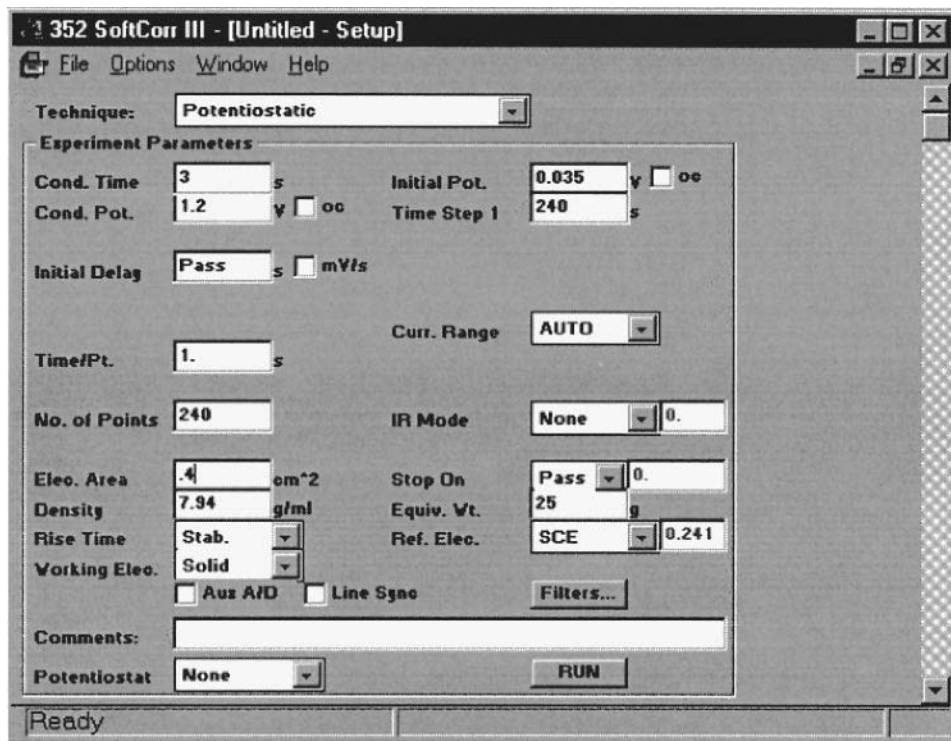 352 SoftCorr III - [Untitled - Setup]
File Options Window Help
Technique: Potentiostatic
Experiment Parameters
Cond. Time 3 s Initial Pot. 0.035 V oc
Cond. Pot. 1.2 V oc Time Step 1 240 s
Initial Delay Pass s mV/s
Curr. Range AUTO
Time/Pt. 1. s
No. of Points 240 IR Mode None 0.
Elec. Area .4 cm^2 Stop On Pass 0.
Density 7.94 g/ml Equiv. Wt. 25 g
Rise Time Stab. Ref. Elec. SCE 0.241
Working Elec. Solid
Aux A/D Line Sync Filters...
Comments:
Potentiostat None RUN
Ready